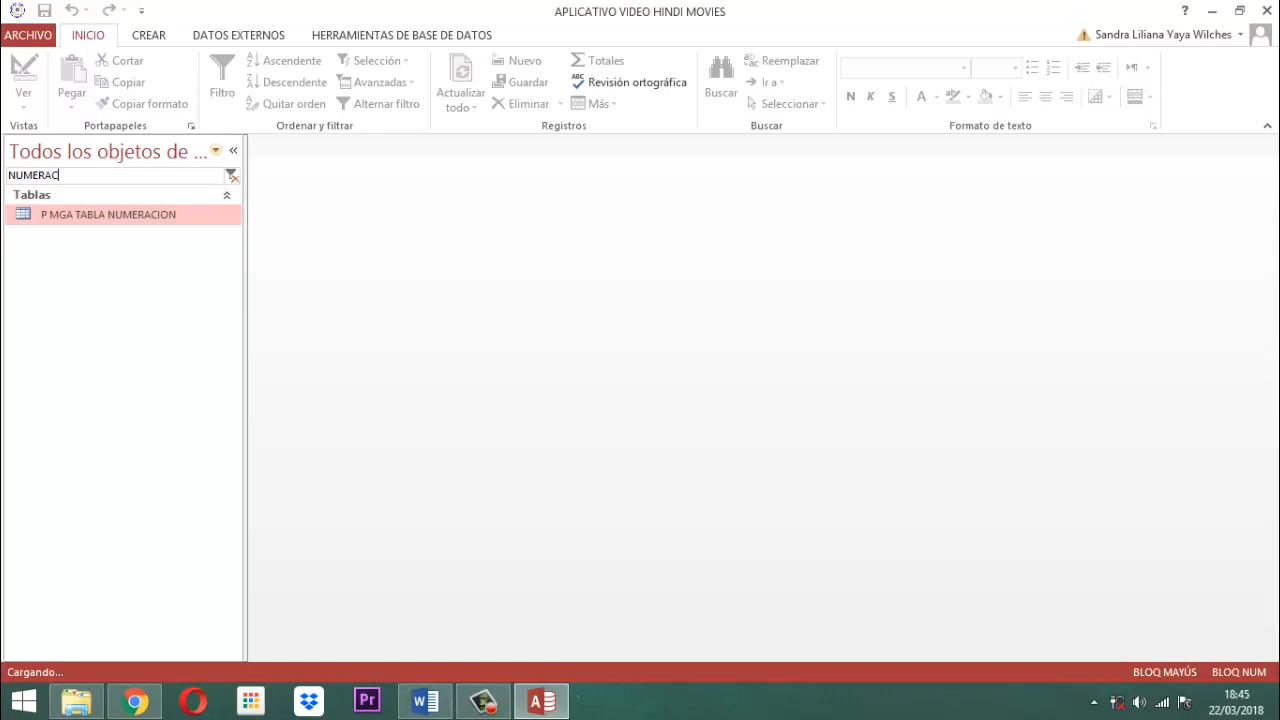 APLICATIVO VIDEO HINDI MOVIES
?
ARCHIVO INICIO CREAR DATOS EXTERNOS HERRAMIENTAS DE BASE DE DATOS Sandra Liliana Yaya Wilches
Ver
Vistas
Pegar
Cortar
Copiar
Copiar formato
Portapapeles
Filtro
Ascendente
Descendente
Quitar orden
Selección
Avanzadas
Alternar filtro
Ordenar y filtrar
Actualizar
todo
Nuevo
Guardar
Eliminar
Totales
ABC Revisión ortográfica
Más
Registros
Buscar
Reemplazar
Ir a
Seleccionar
Buscar
N K S A
Formato de texto
Todos los objetos de ...
NUMERAC
Tablas
P MGA TABLA NUMERACION
Cargando...
BLOQ MAYÚS BLOQ NUM
Pr
18:45
22/03/2018